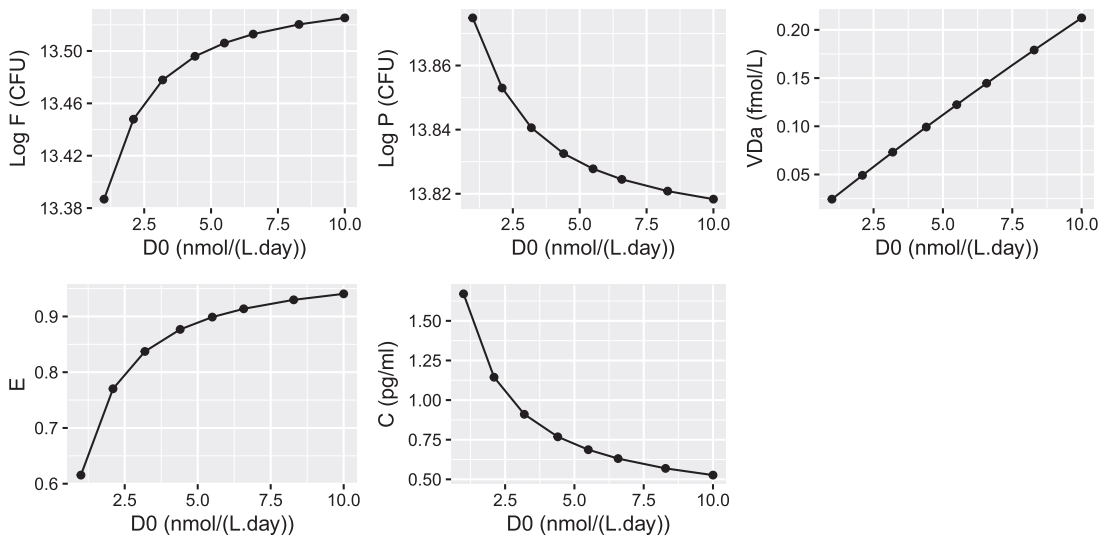 Log F (CFU)
13.50
13.46
13.42
13.38
2.5 5.0 7.5 10.0
D0 (nmol/(L.day))
Log P (CFU)
13.86
13.84
13.82
2.5 5.0 7.5 10.0
D0 (nmol/(L.day))
VDa (fmol/L)
0.20
0.15
0.10
0.05
2.5 5.0 7.5 10.0
D0 (nmol/(L.day))
E
0.9
0.8
0.7
0.6
2.5 5.0 7.5 10.0
D0 (nmol/(L.day))
C (pg/ml)
1.50
1.25
1.00
0.75
0.50
2.5 5.0 7.5 10.0
D0 (nmol/(L.day))